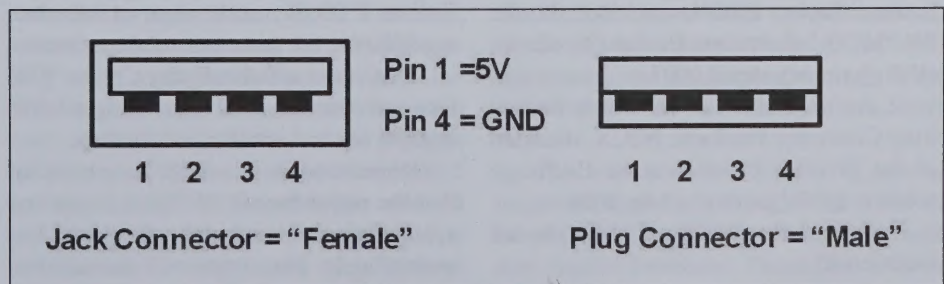 Pin 1 =5V
Pin 4 = GND
1 2 3 4
1 2 3 4
Jack Connector = “Female”
Plug Connector = “Male”